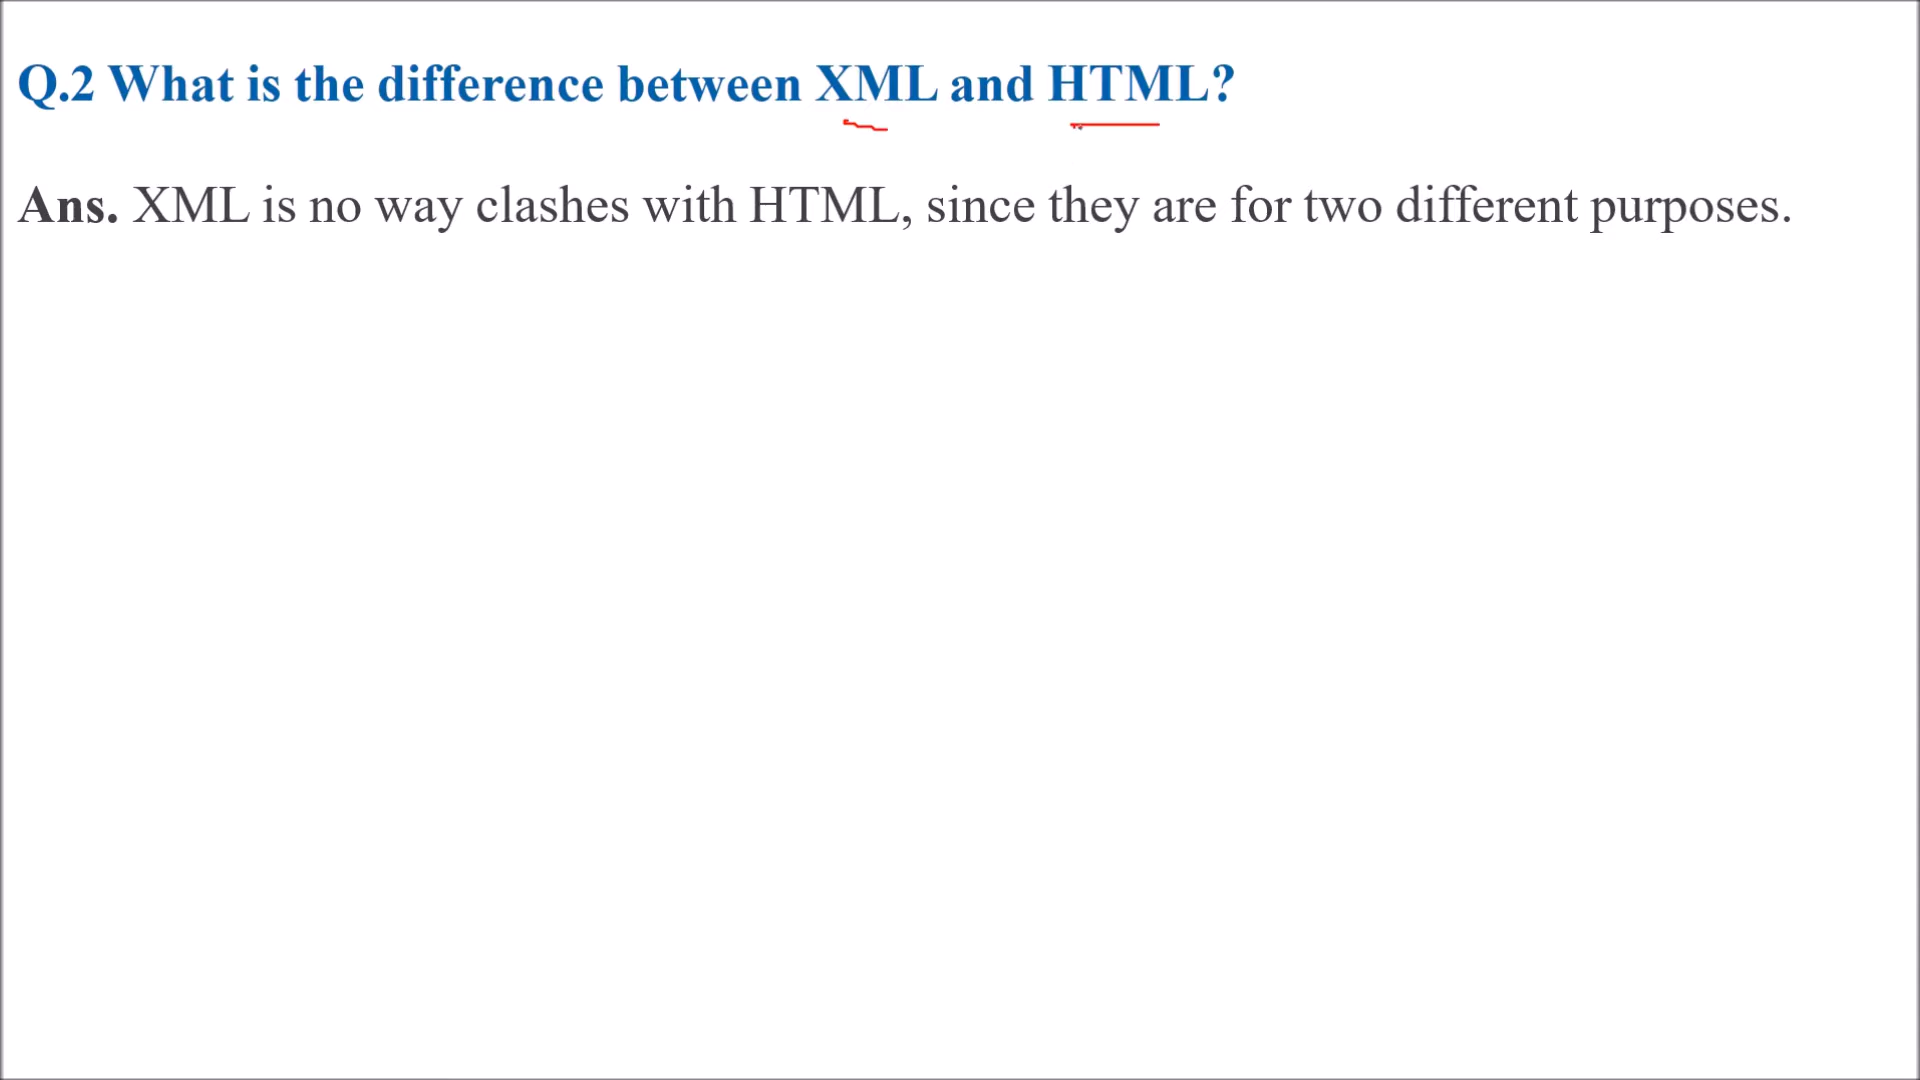 Q.2 What is the difference between XML and HTML?
Ans. XML is no way clashes with HTML, since they are for two different purposes.